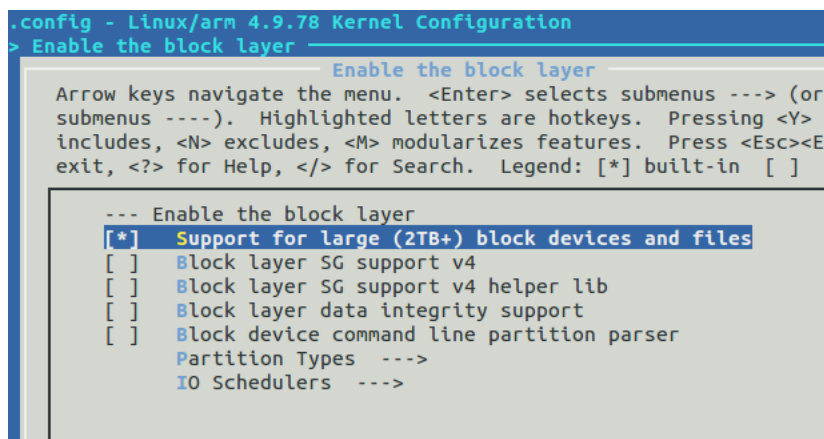 .config - Linux/arm 4.9.78 Kernel Configuration
> Enable the block layer
Enable the block layer
Arrow keys navigate the menu. <Enter> selects submenus ---> (or
submenus ----). Highlighted letters are hotkeys. Pressing <Y>
includes, <N> excludes, <M> modularizes features. Press <Esc><E
exit, <?> for Help, </> for Search. Legend: [*] built-in [ ]
--- Enable the block layer
[*] Support for large (2TB+) block devices and files
[ ] Block layer SG support v4
[ ] Block layer SG support v4 helper lib
[ ] Block layer data integrity support
[ ] Block device command line partition parser
Partition Types --->
IO Schedulers --->